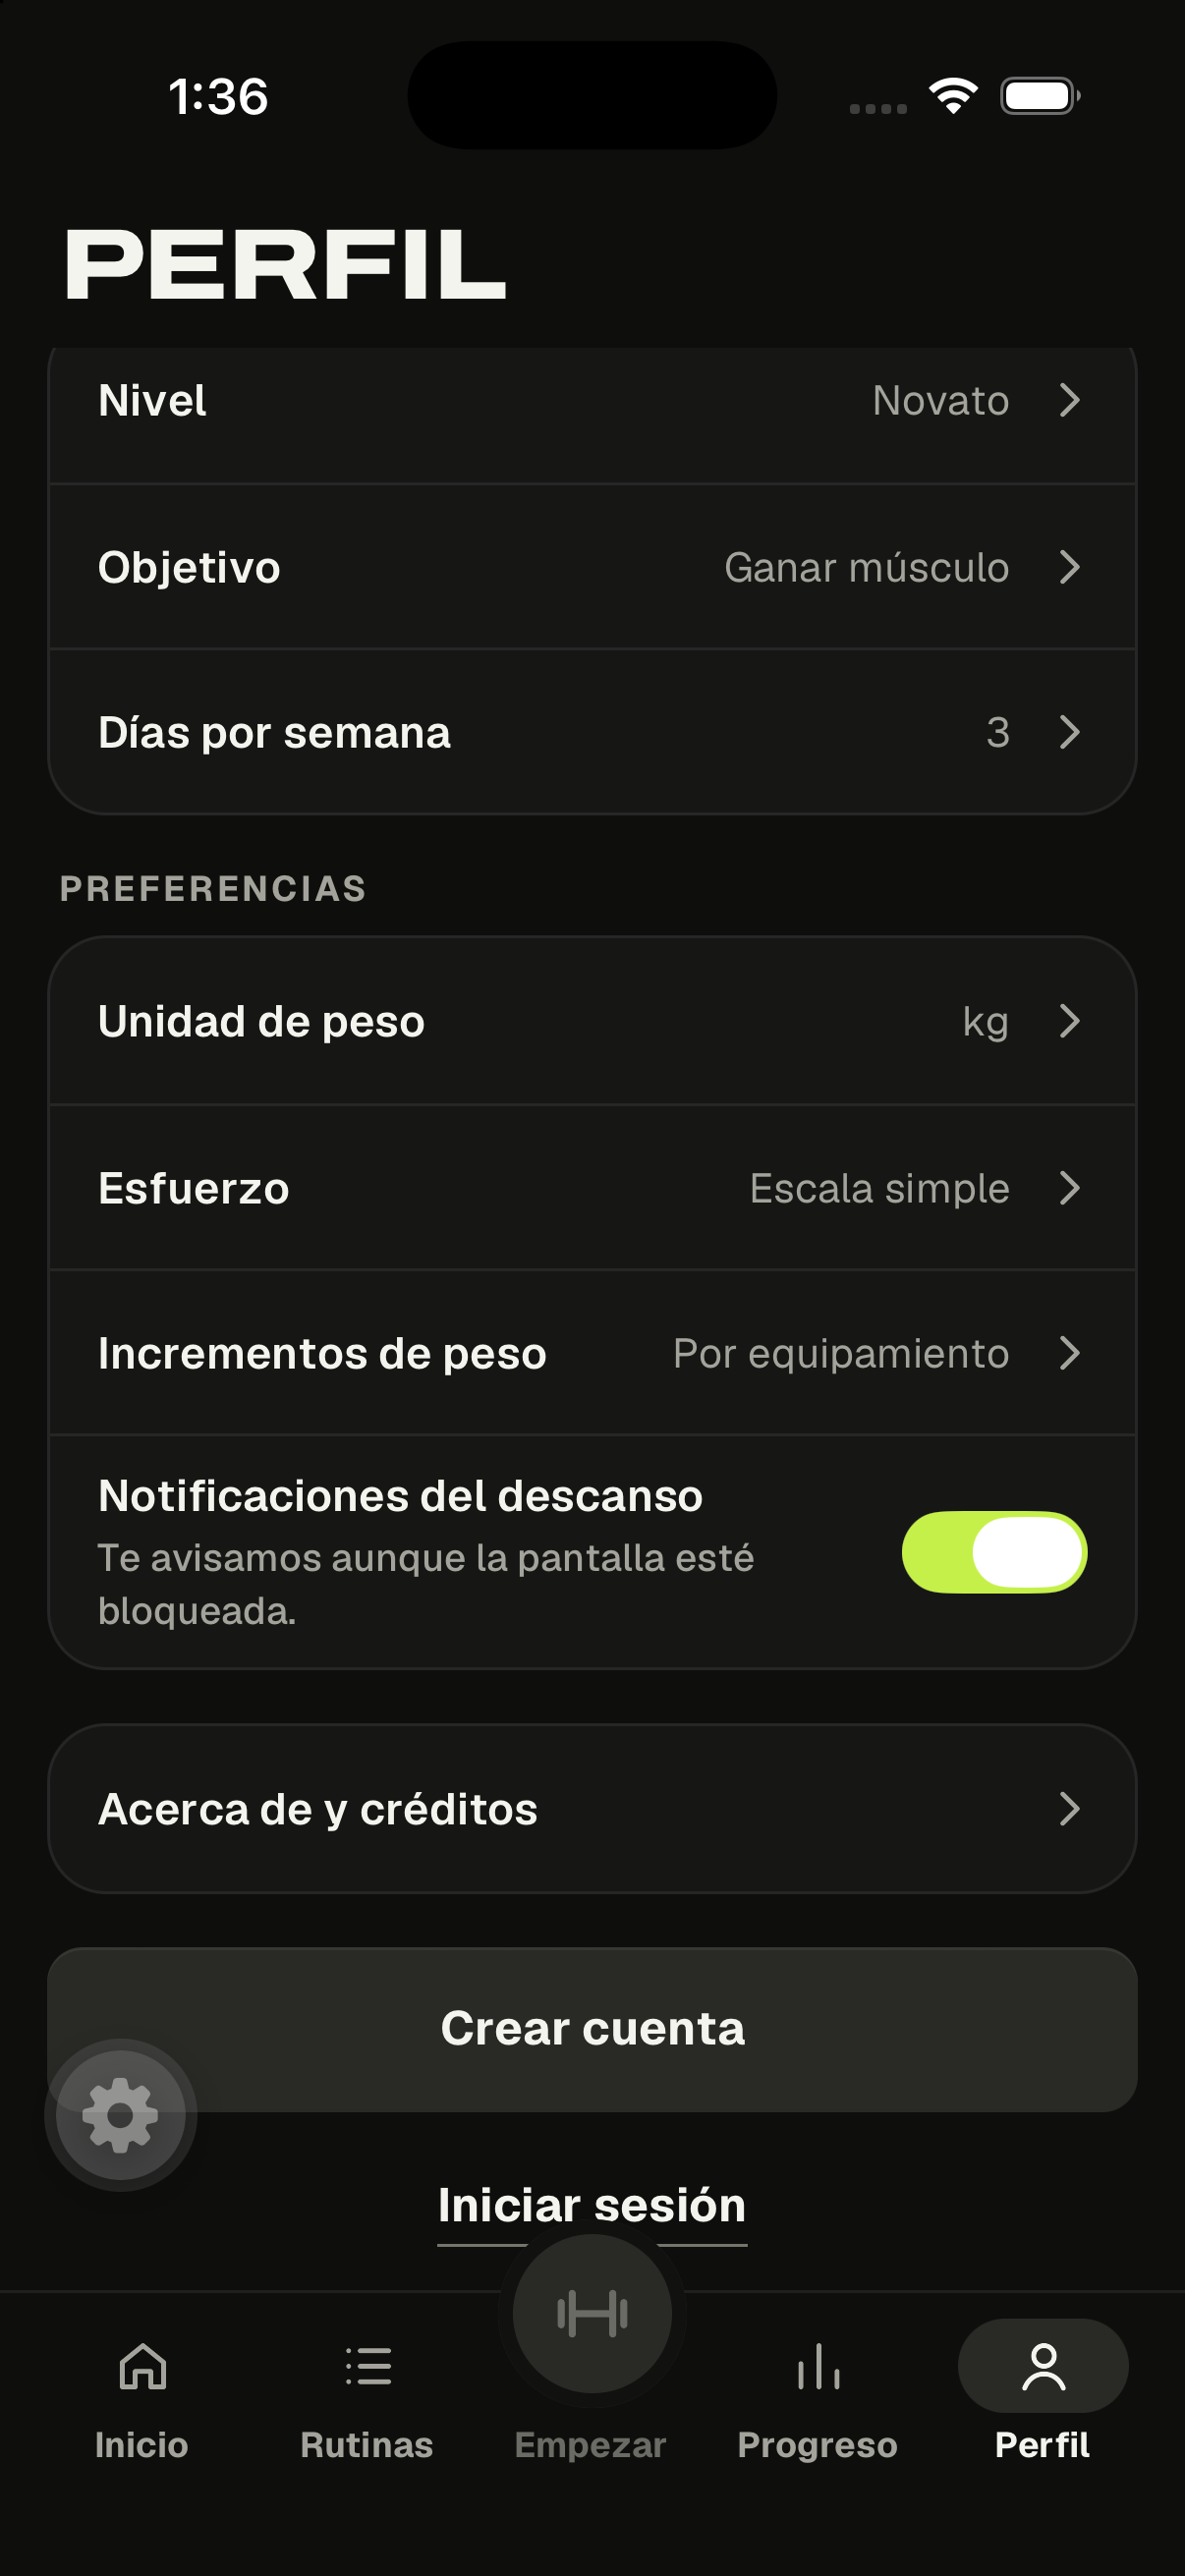 1:36
PERFIL
Nivel
Novato
Objetivo
Ganar músculo
Días por semana
3
PREFERENCIAS
Unidad de peso
kg
Esfuerzo
Escala simple
Incrementos de peso
Por equipamiento
Notificaciones del descanso
Te avisamos aunque la pantalla esté
bloqueada.
Acerca de y créditos
Crear cuenta
Iniciar sesión
Inicio
Rutinas
Empezar
Progreso
Perfil